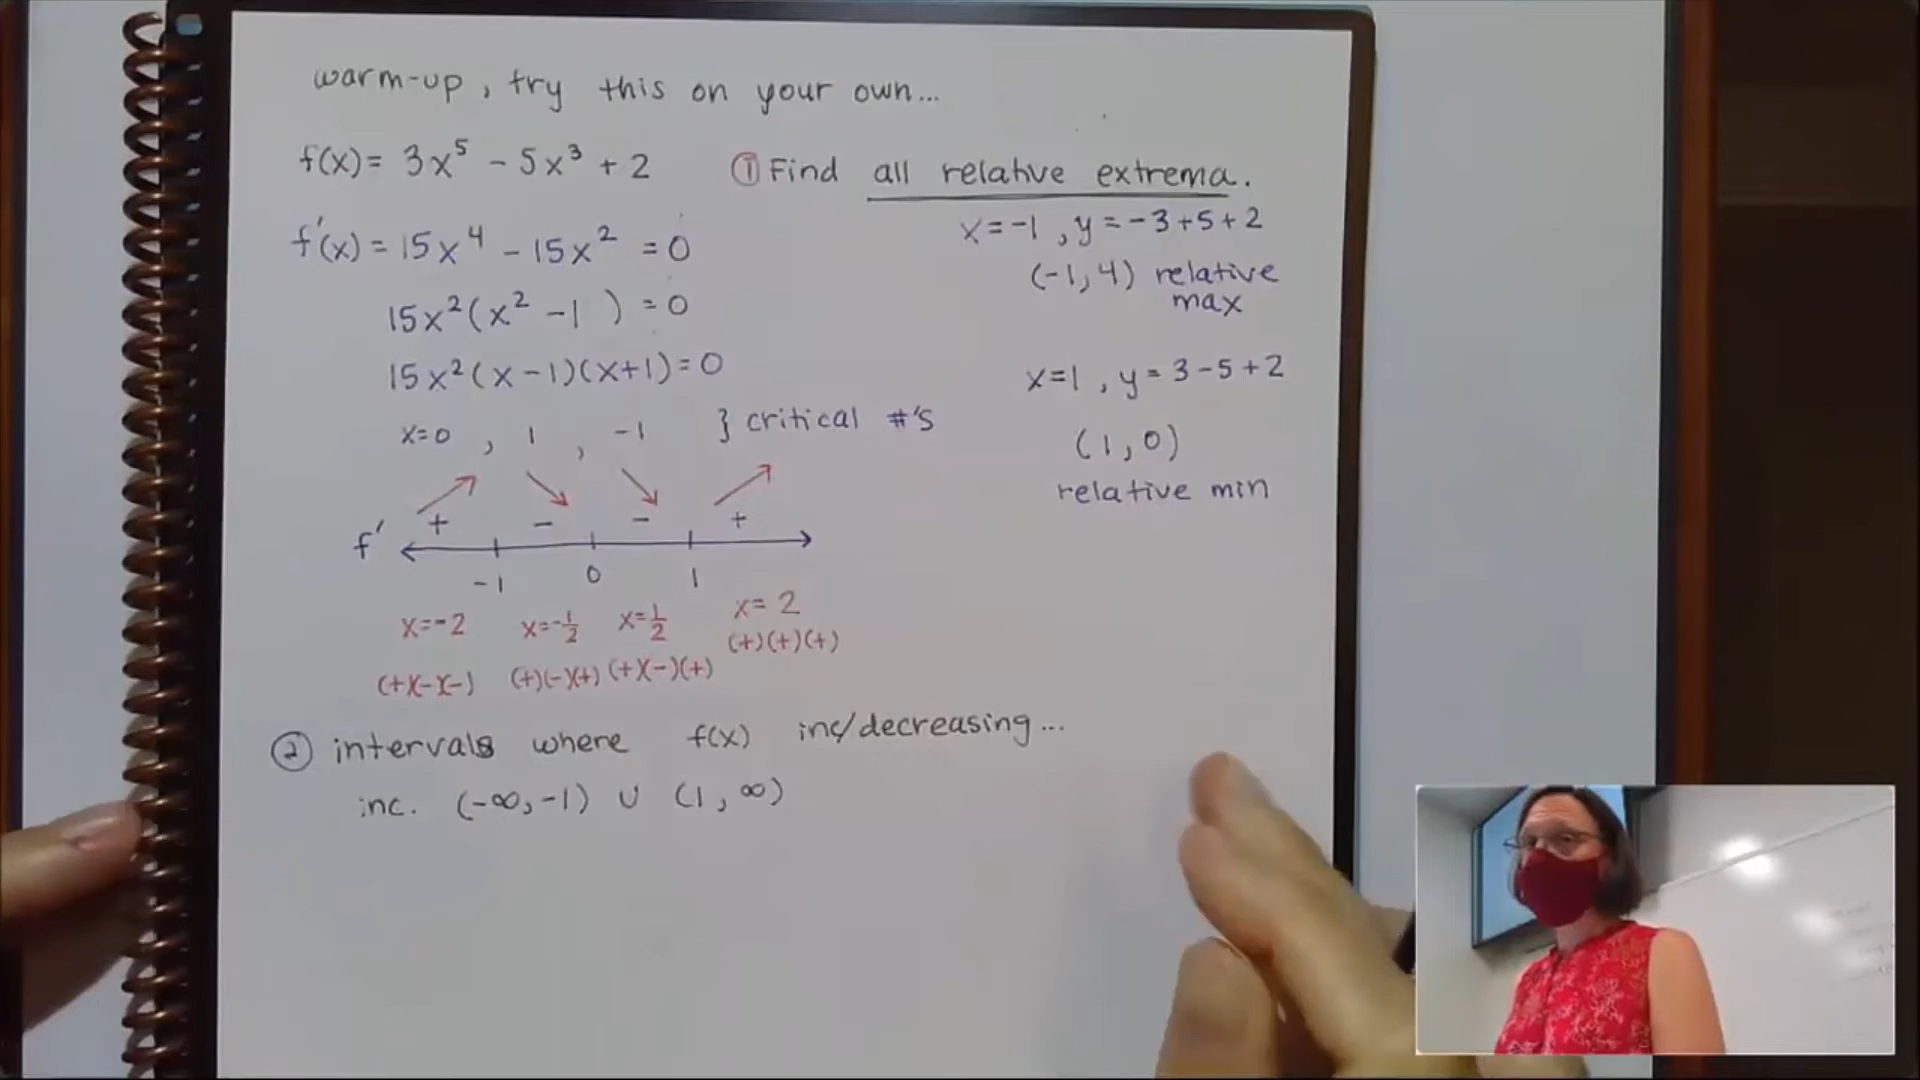 warm-up, try this on your own...
f(x) = 3x⁵ - 5x³ + 2
① Find all relative extrema.
f'(x) = 15x⁴ - 15x² = 0
15x²(x² - 1 ) = 0
15x²(x-1)(x+1) = 0
x=0 , 1 , -1 } critical #'s
x=-1 , y = -3+5+2
(-1,4) relative
max
x=1 , y = 3-5+2
(1,0)
relative min
+ - - +
f'
-1 0 1
x=-2 x=-1/2 x=1/2 x=2
(+)(-)(-) (+)(-)(+) (+)(-)(+) (+)(+)(+)
② intervals where f(x) inc/decreasing...
inc. (-∞,-1) ∪ (1,∞)